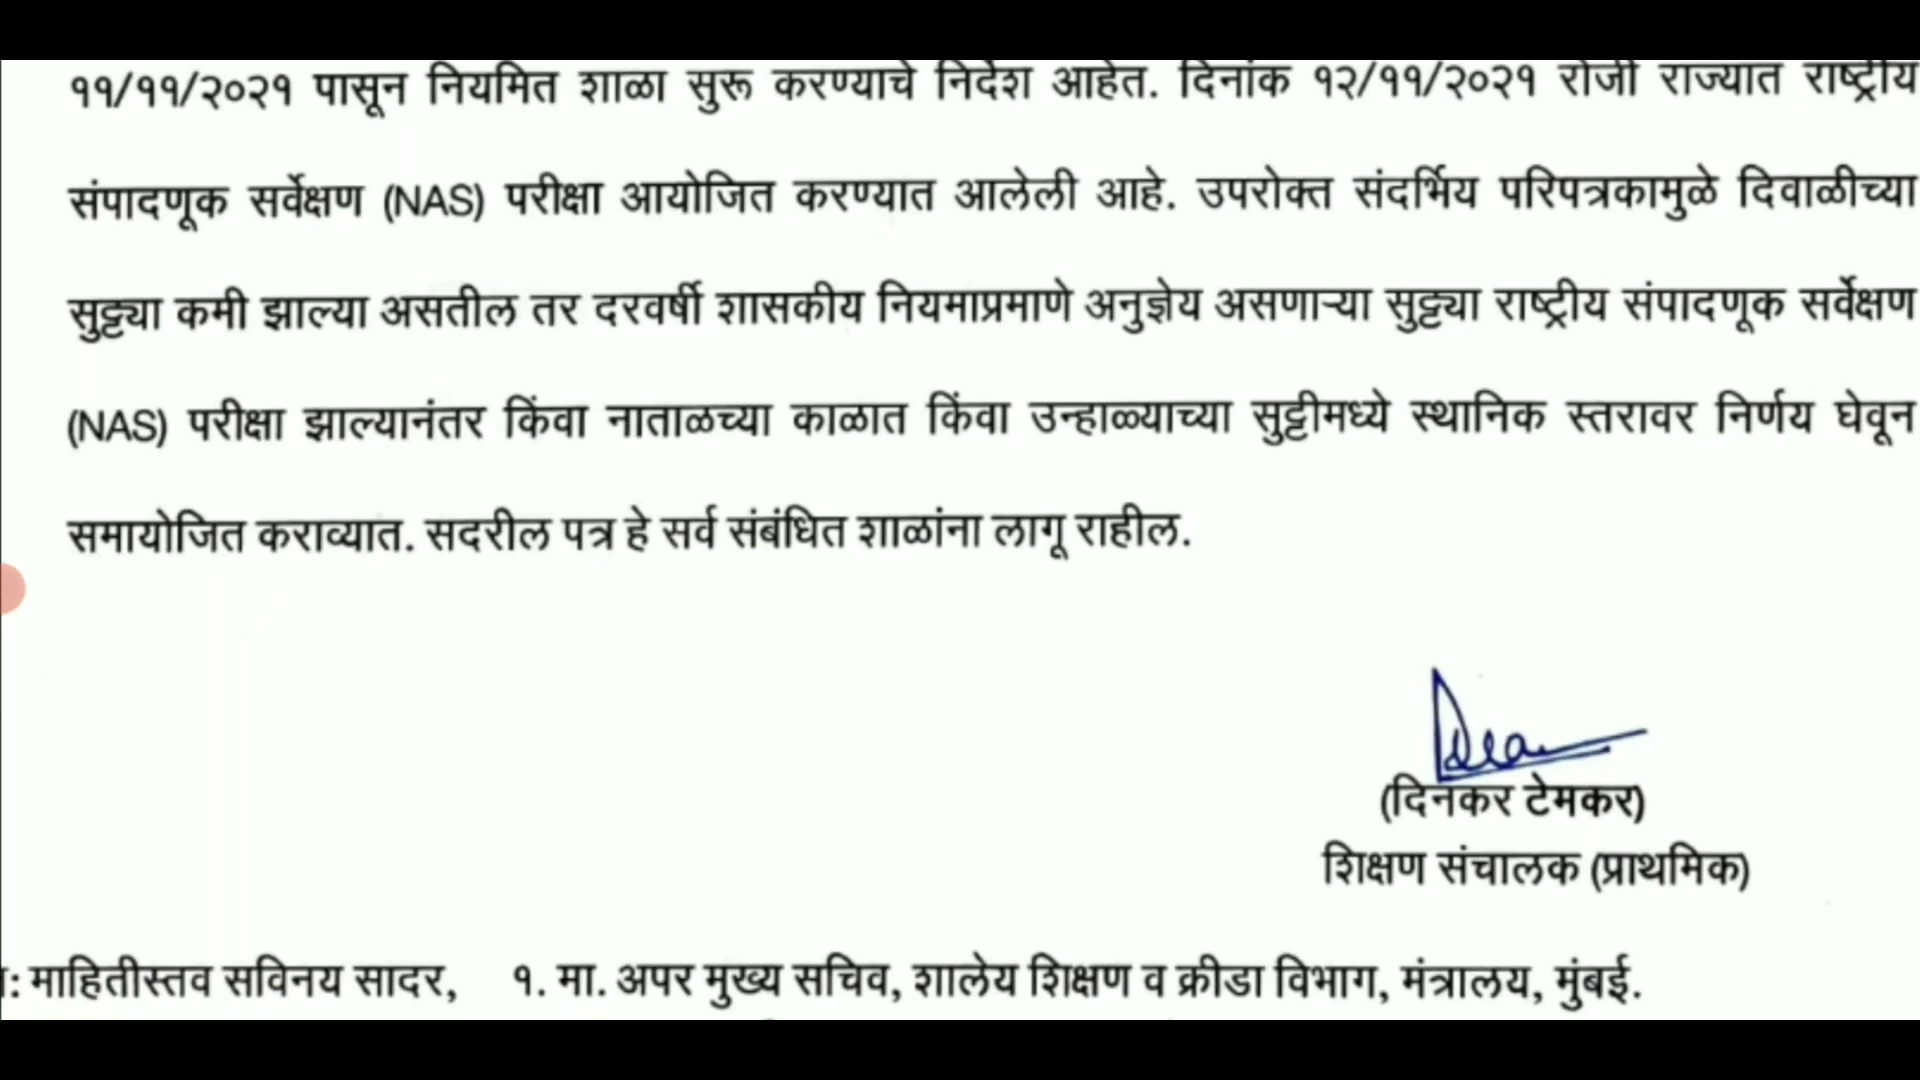 ११/११/२०२१ पासून नियमित शाळा सुरू करण्याचे निदेश आहेत. दिनांक १२/११/२०२१ रोजी राज्यात राष्ट्रीय
संपादणूक सर्वेक्षण (NAS) परीक्षा आयोजित करण्यात आलेली आहे. उपरोक्त संदर्भिय परिपत्रकामुळे दिवाळीच्या
सुट्ट्या कमी झाल्या असतील तर दरवर्षी शासकीय नियमाप्रमाणे अनुज्ञेय असणाऱ्या सुट्ट्या राष्ट्रीय संपादणूक सर्वेक्षण
(NAS) परीक्षा झाल्यानंतर किंवा नाताळच्या काळात किंवा उन्हाळ्याच्या सुट्टीमध्ये स्थानिक स्तरावर निर्णय घेवून
समायोजित कराव्यात. सदरील पत्र हे सर्व संबंधित शाळांना लागू राहील.
(दिनकर टेमकर)
शिक्षण संचालक (प्राथमिक)
: माहितीस्तव सविनय सादर, १. मा. अपर मुख्य सचिव, शालेय शिक्षण व क्रीडा विभाग, मंत्रालय, मुंबई.